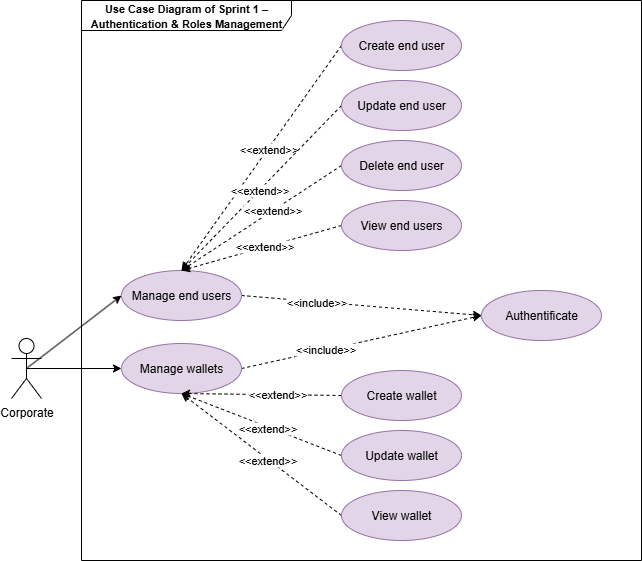 Use Case Diagram of Sprint 1 –
Authentication & Roles Management
Create end user
Update end user
<<extend>>
Delete end user
<<extend>>
<<extend>>
View end users
<<extend>>
Manage end users
<<include>>
Authentificate
<<include>>
Manage wallets
Corporate
<<extend>>
Create wallet
<<extend>>
Update wallet
<<extend>>
View wallet